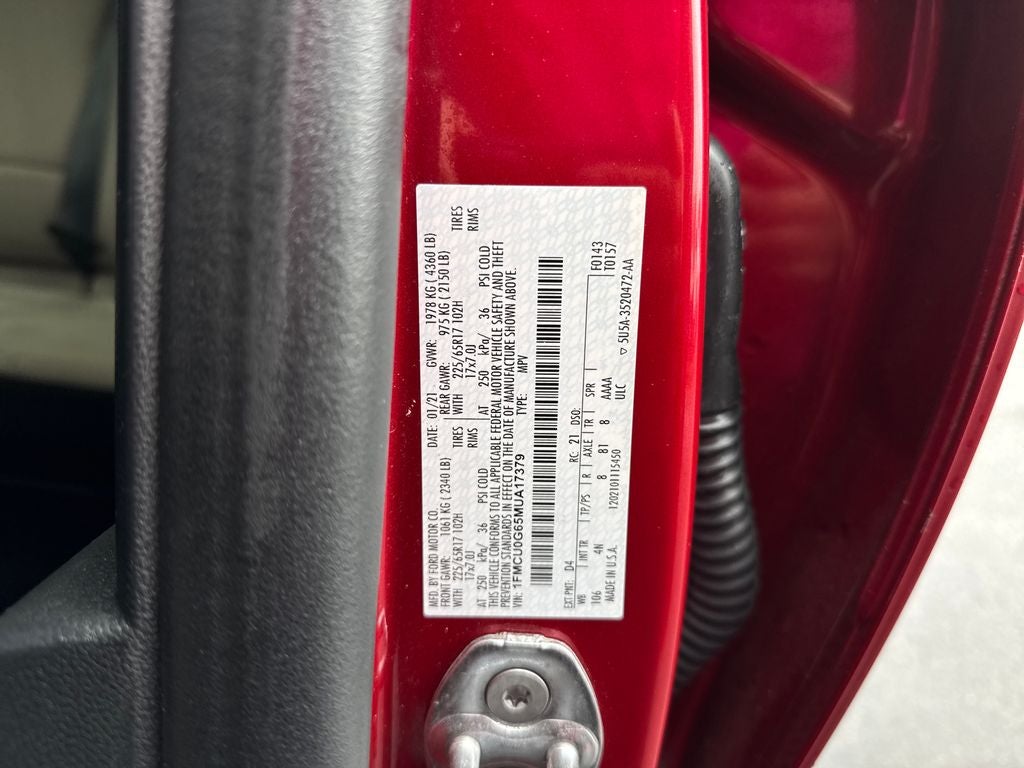 MFD. BY FORD MOTOR CO. DATE: 01/21 GVWR: 1978 KG ( 4360 LB)
FRONT GAWR: 1061 KG ( 2340 LB) REAR GAWR: 975 KG ( 2150 LB)
WITH 225/65R17 102H TIRES WITH 225/65R17 102H TIRES
17x7.0J RIMS 17x7.0J RIMS
AT 250 kPa/ 36 PSI COLD AT 250 kPa/ 36 PSI COLD
THIS VEHICLE CONFORMS TO ALL APPLICABLE FEDERAL MOTOR VEHICLE SAFETY AND THEFT
PREVENTION STANDARDS IN EFFECT ON THE DATE OF MANUFACTURE SHOWN ABOVE.
VIN: 1FMCU0G65MUA17379 TYPE: MPV
EXT PNT: D4 RC: 21 DSO: F0143
WB INT TR TP/PS R AXLE TR SPR T0157
106 4N 8 81 8 AAAA
MADE IN U.S.A. 1202101115450 ULC 5U5A-3520472-AA